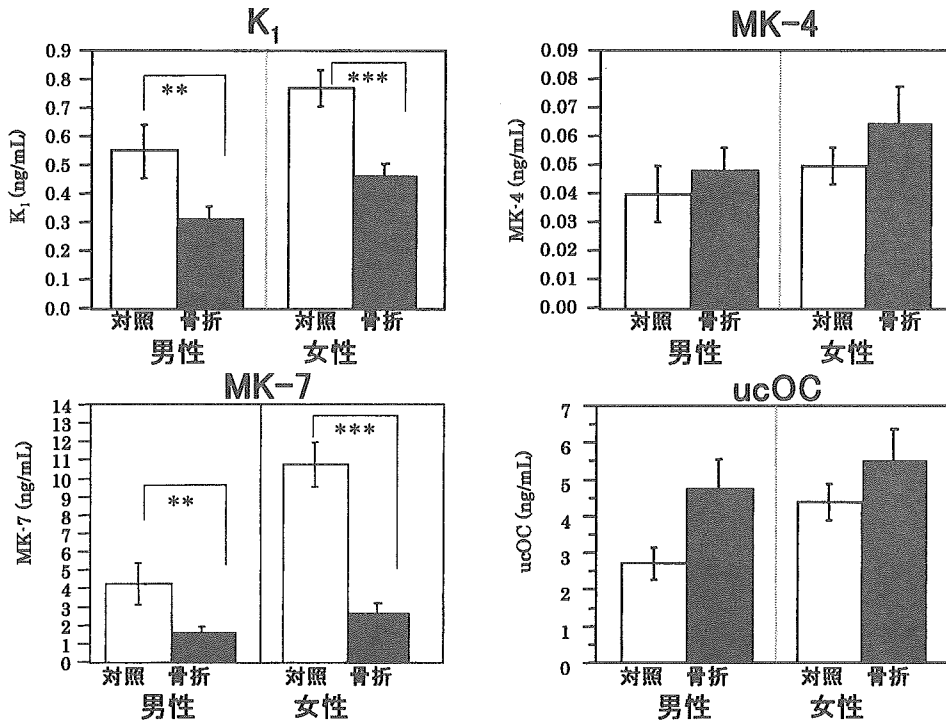 K₁
K₁ (ng/mL)
0.9
0.8
0.7
0.6
0.5
0.4
0.3
0.2
0.1
0.0
**
***
対照 骨折 対照 骨折
男性 女性
MK-4
MK-4 (ng/mL)
0.09
0.08
0.07
0.06
0.05
0.04
0.03
0.02
0.01
0.00
対照 骨折 対照 骨折
男性 女性
MK-7
MK-7 (ng/mL)
14
13
12
11
10
9
8
7
6
5
4
3
2
1
0
**
***
対照 骨折 対照 骨折
男性 女性
ucOC
ucOC (ng/mL)
7
6
5
4
3
2
1
0
対照 骨折 対照 骨折
男性 女性